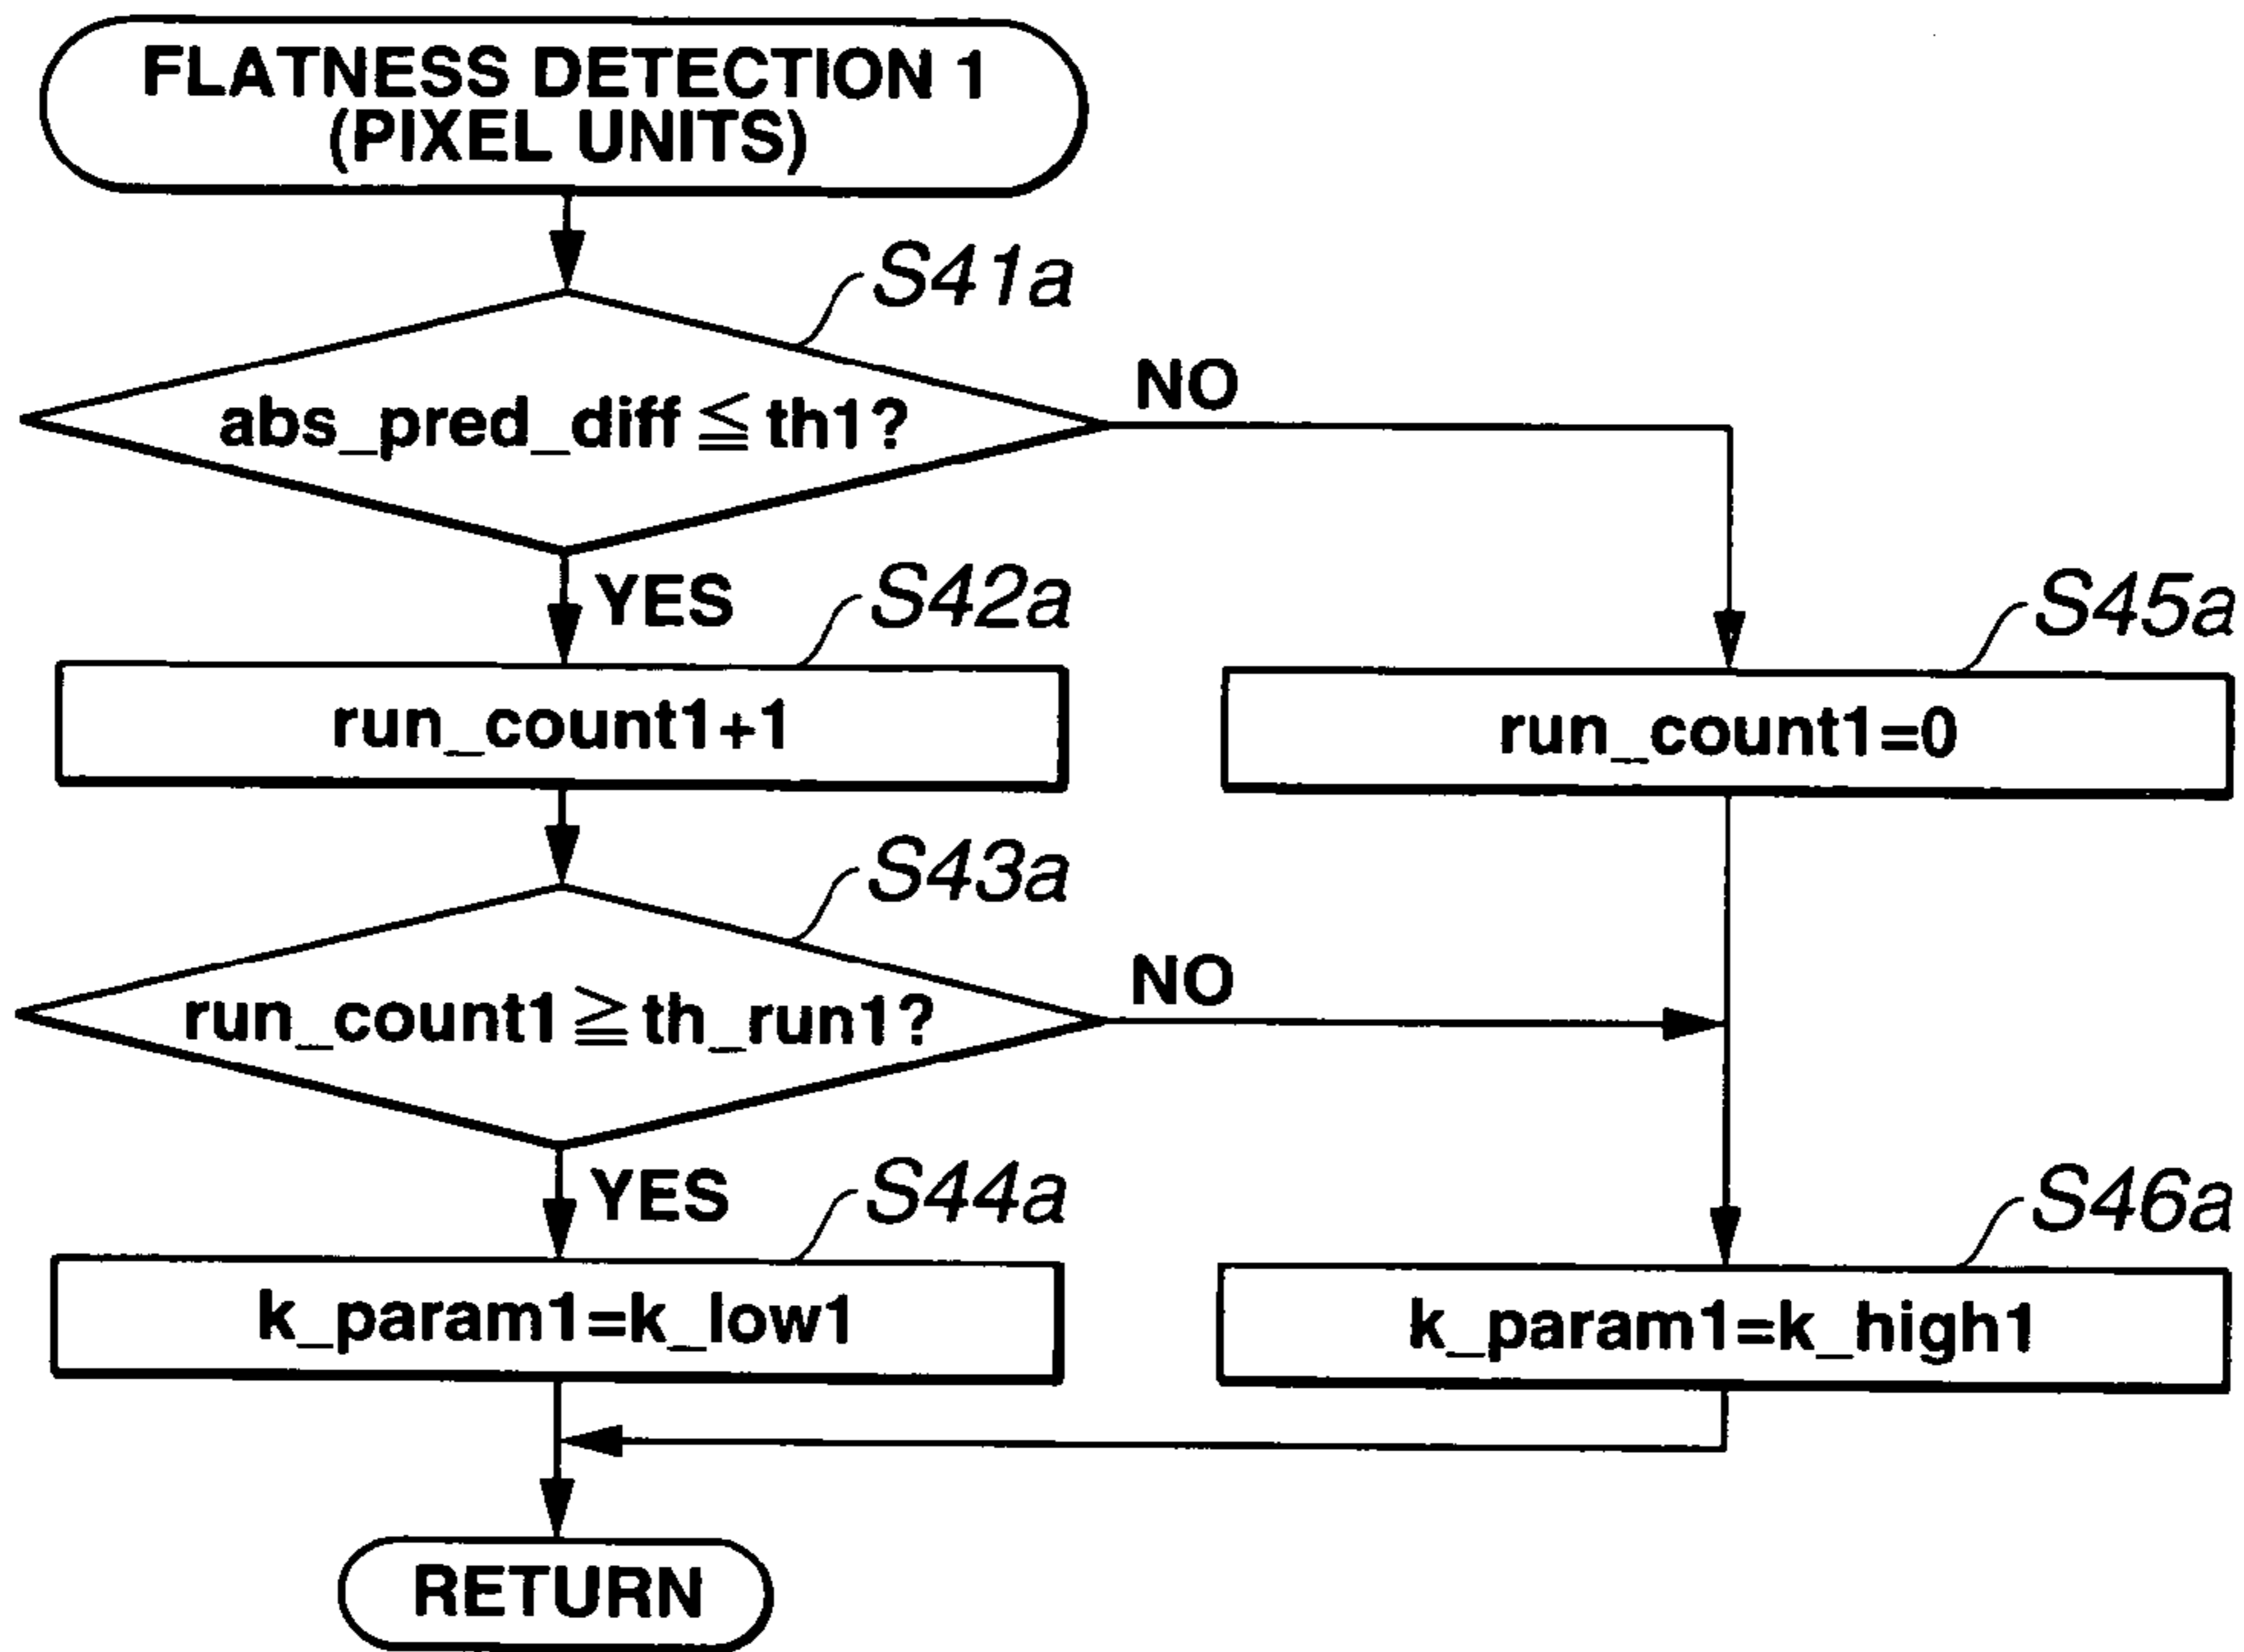 FLATNESS DETECTION 1
(PIXEL UNITS)
S41a
abs_pred_diff ≦ th1?
NO
YES
S42a
S45a
run_count1+1
run_count1=0
S43a
run_count1 ≧ th_run1?
NO
YES
S44a
S46a
k_param1=k_low1
k_param1=k_high1
RETURN